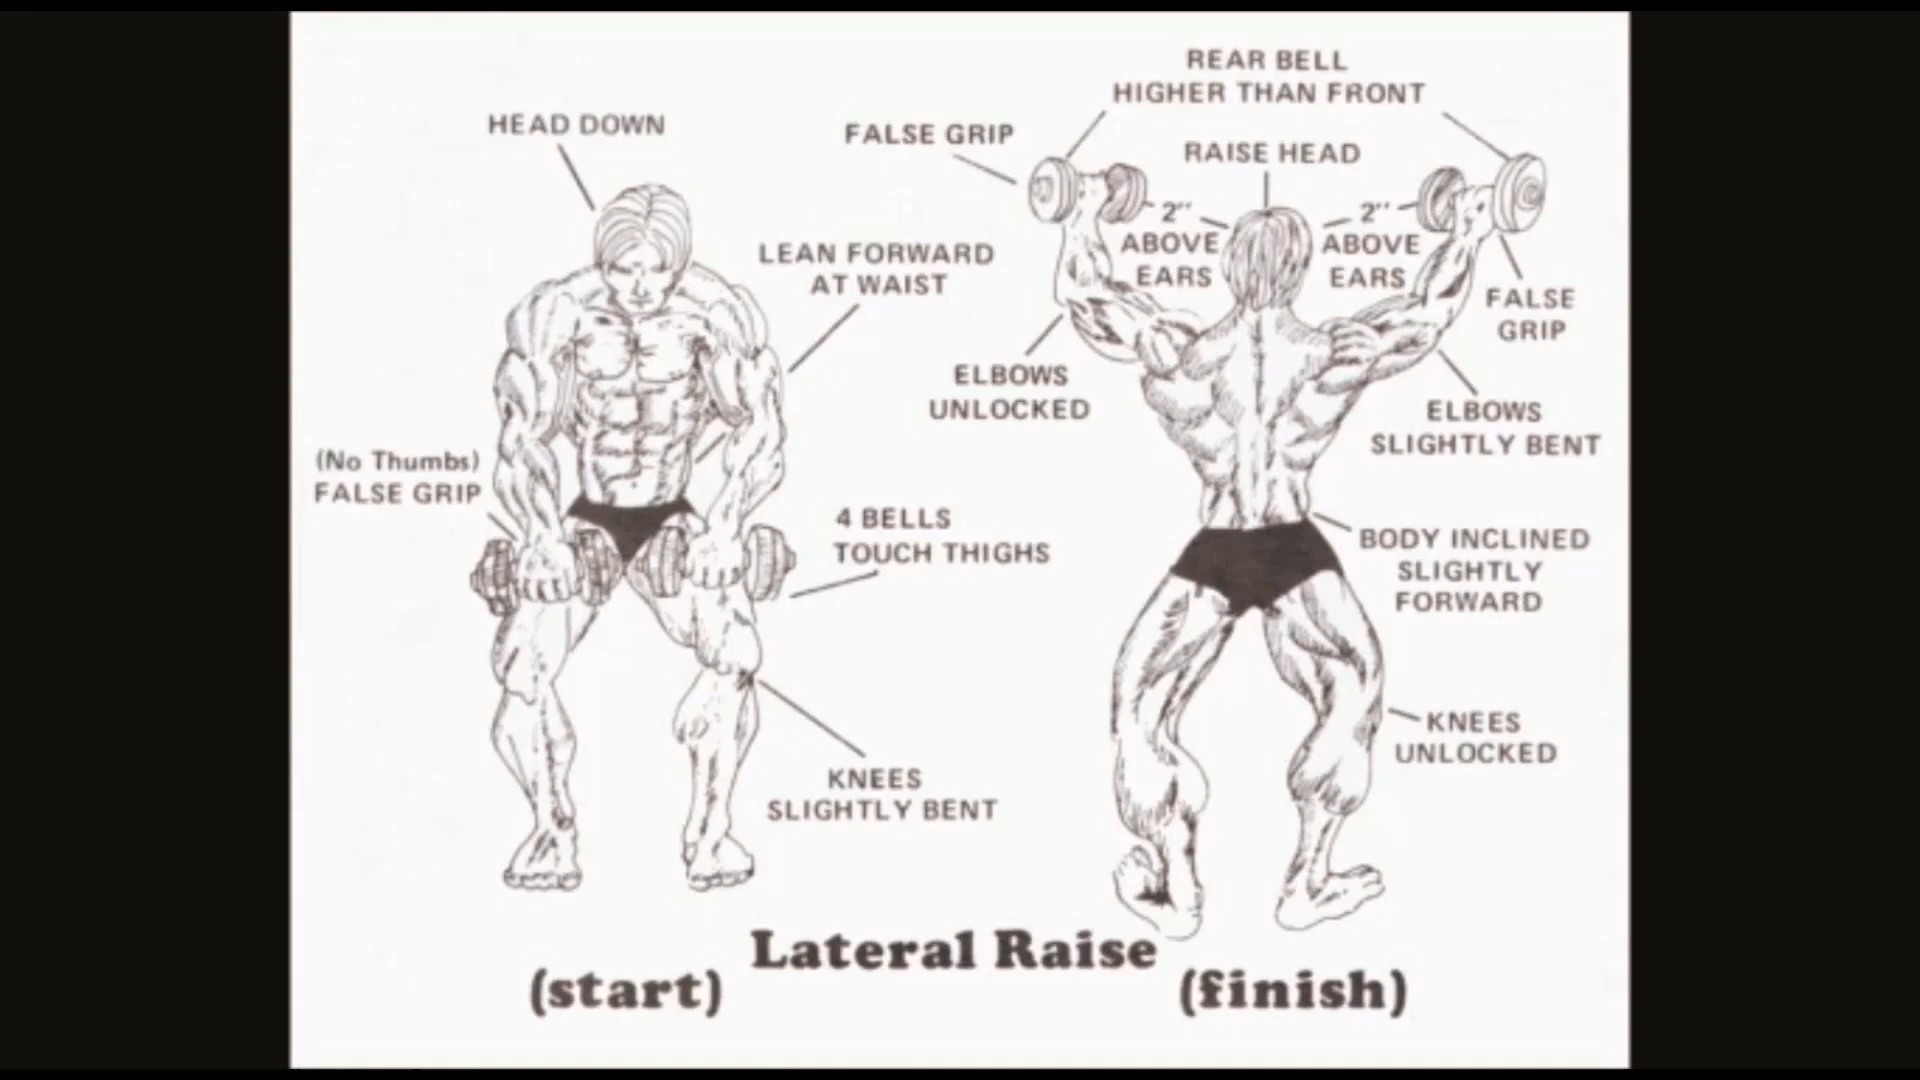 HEAD DOWN
LEAN FORWARD
AT WAIST
(No Thumbs)
FALSE GRIP
4 BELLS
TOUCH THIGHS
KNEES
SLIGHTLY BENT
REAR BELL
HIGHER THAN FRONT
FALSE GRIP
RAISE HEAD
2"
ABOVE
EARS
2"
ABOVE
EARS
FALSE
GRIP
ELBOWS
UNLOCKED
ELBOWS
SLIGHTLY BENT
BODY INCLINED
SLIGHTLY
FORWARD
KNEES
UNLOCKED
Lateral Raise
(start)
(finish)